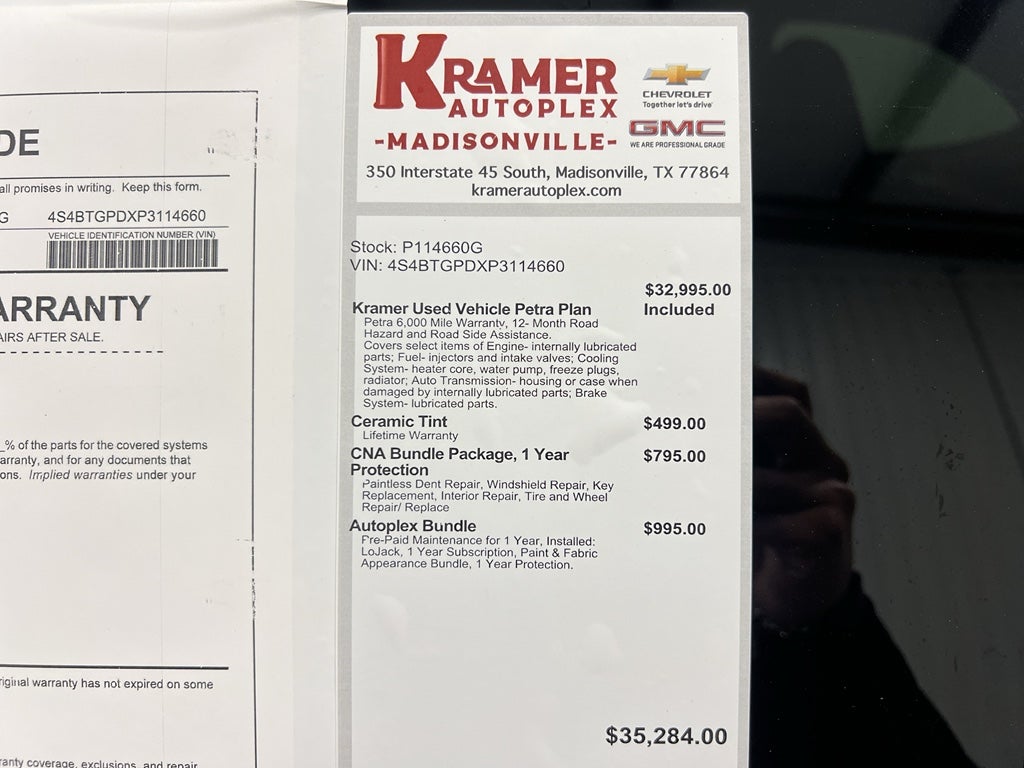 DE
all promises in writing. Keep this form.
G 4S4BTGPDXP3114660
VEHICLE IDENTIFICATION NUMBER (VIN)
ARRANTY
AIRS AFTER SALE.
% of the parts for the covered systems
arranty, and for any documents that
ons. Implied warranties under your
riginal warranty has not expired on some
ranty coverage, exclusions, and repair
KRAMER
AUTOPLEX
-MADISONVILLE-
CHEVROLET
Together let's drive
GMC
WE ARE PROFESSIONAL GRADE
350 Interstate 45 South, Madisonville, TX 77864
kramerautoplex.com
Stock: P114660G
VIN: 4S4BTGPDXP3114660
$32,995.00
Kramer Used Vehicle Petra Plan Included
Petra 6,000 Mile Warranty, 12- Month Road
Hazard and Road Side Assistance.
Covers select items of Engine- internally lubricated
parts; Fuel- injectors and intake valves; Cooling
System- heater core, water pump, freeze plugs,
radiator; Auto Transmission- housing or case when
damaged by internally lubricated parts; Brake
System- lubricated parts.
Ceramic Tint $499.00
Lifetime Warranty
CNA Bundle Package, 1 Year $795.00
Protection
Paintless Dent Repair, Windshield Repair, Key
Replacement, Interior Repair, Tire and Wheel
Repair/ Replace
Autoplex Bundle $995.00
Pre-Paid Maintenance for 1 Year, Installed:
LoJack, 1 Year Subscription, Paint & Fabric
Appearance Bundle, 1 Year Protection.
$35,284.00